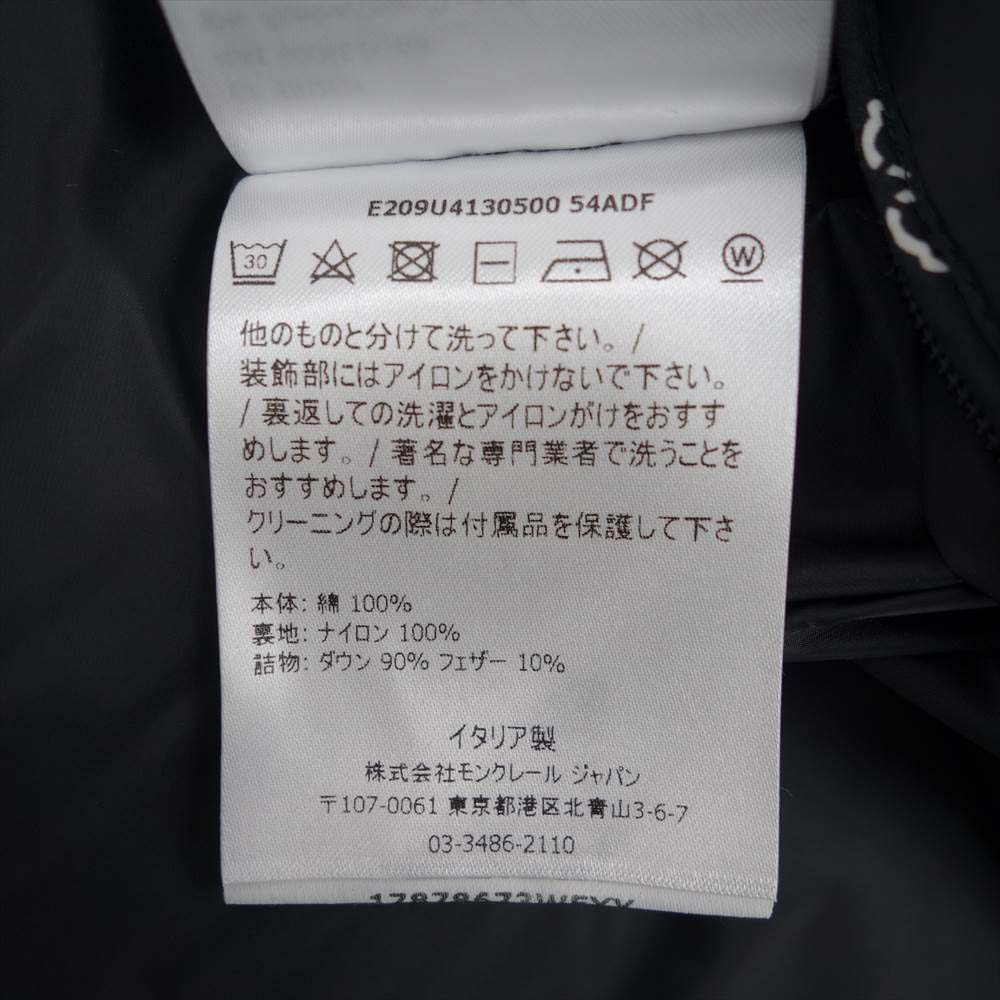 E209U4130500 54ADF
30
W
他のものと分けて洗って下さい。/
装飾部にはアイロンをかけないで下さい。
/ 裏返しての洗濯とアイロンがけをおすす
めします。/ 著名な専門業者で洗うことを
おすすめします。/
クリーニングの際は付属品を保護して下さ
い。
本体: 綿 100%
裏地: ナイロン 100%
詰物: ダウン 90% フェザー 10%
イタリア製
株式会社モンクレール ジャパン
〒107-0061 東京都港区北青山3-6-7
03-3486-2110